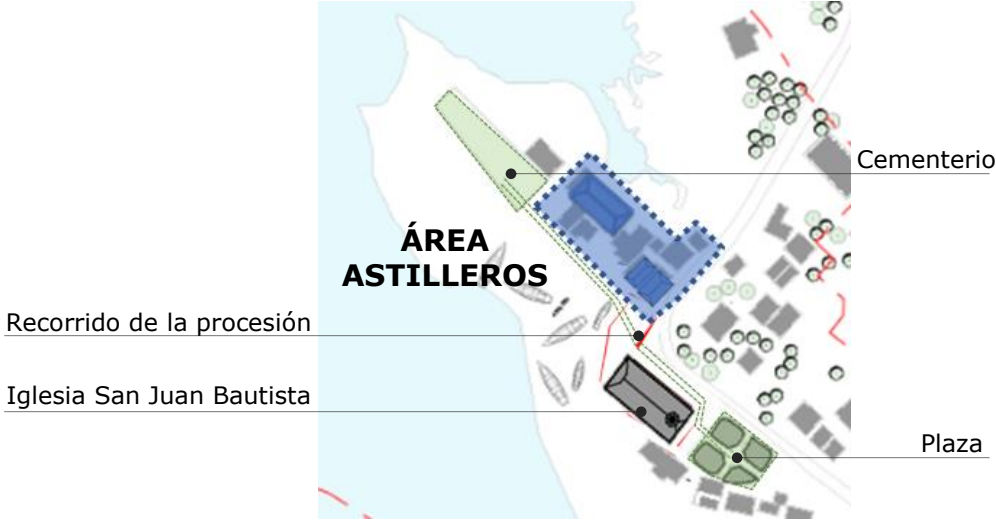 Cementerio
ÁREA
ASTILLEROS
Recorrido de la procesión
Iglesia San Juan Bautista
Plaza